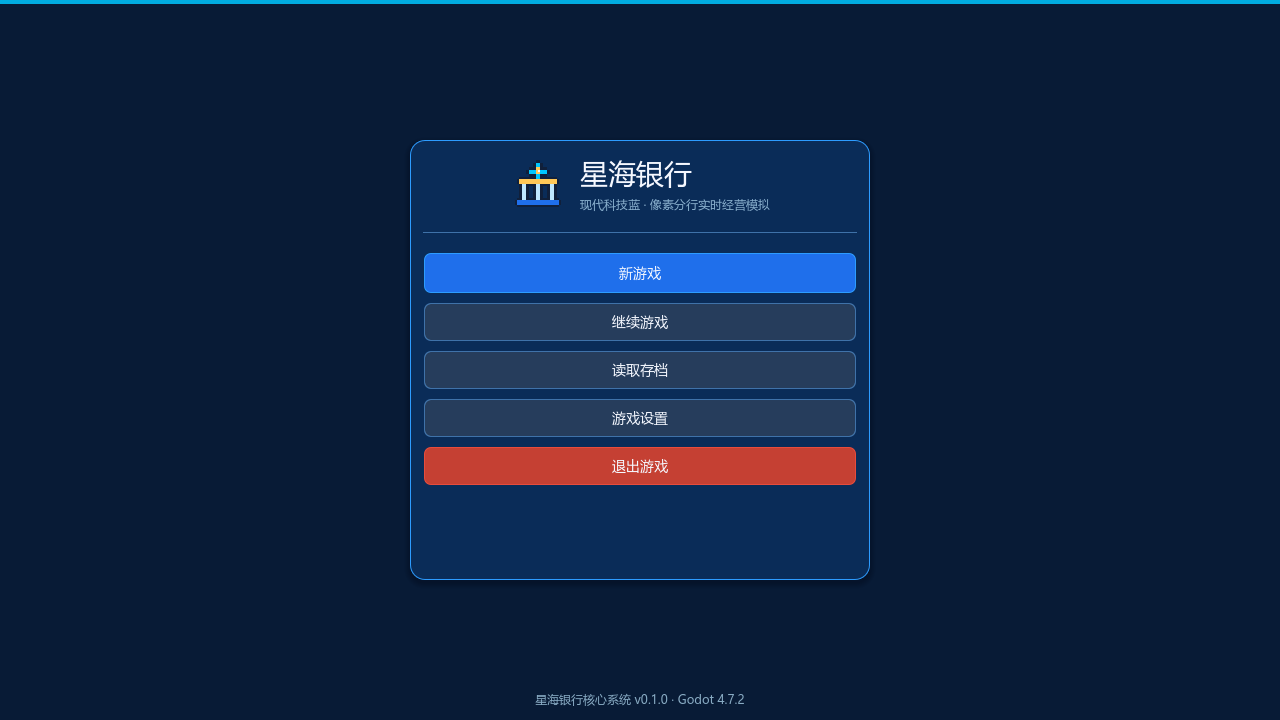 星海银行
现代科技蓝 · 像素分行实时经营模拟
新游戏
继续游戏
读取存档
游戏设置
退出游戏
星海银行核心系统 v0.1.0 · Godot 4.7.2